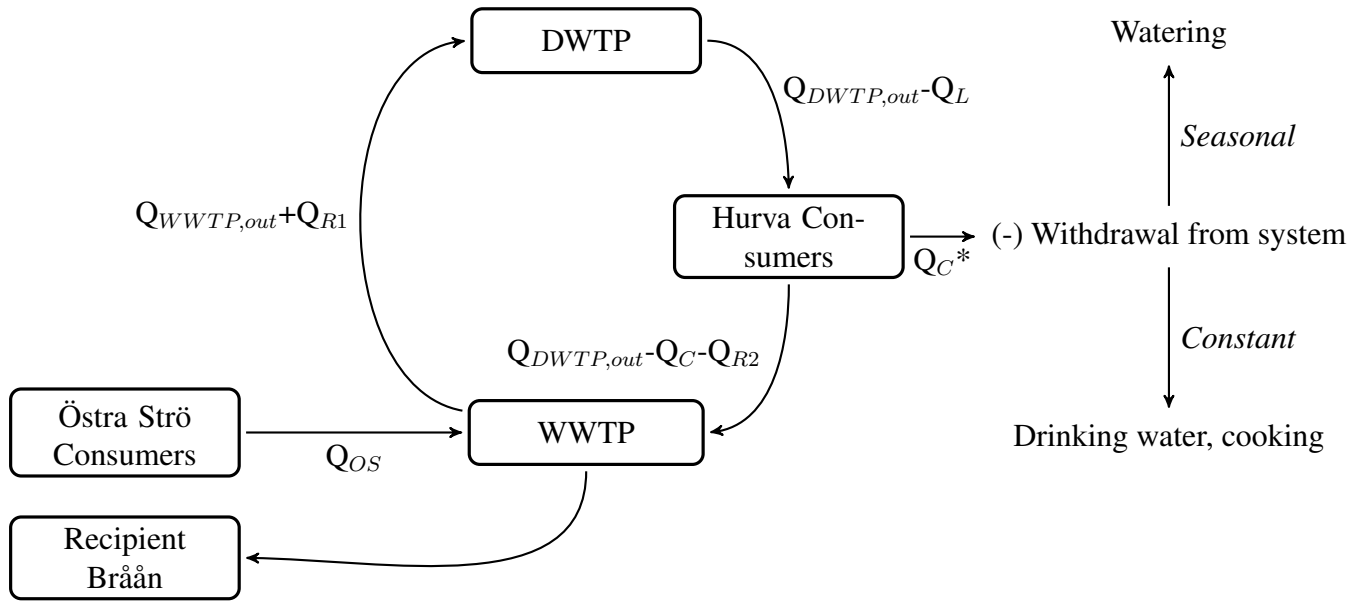 DWTP
Watering
Q_{DWTP,out}-Q_L
Seasonal
Q_{WWTP,out}+Q_{R1}
Hurva Con-
sumers
(-) Withdrawal from system
Q_C*
Constant
Q_{DWTP,out}-Q_C-Q_{R2}
Östra Strö
Consumers
WWTP
Drinking water, cooking
Q_{OS}
Recipient
Bråån